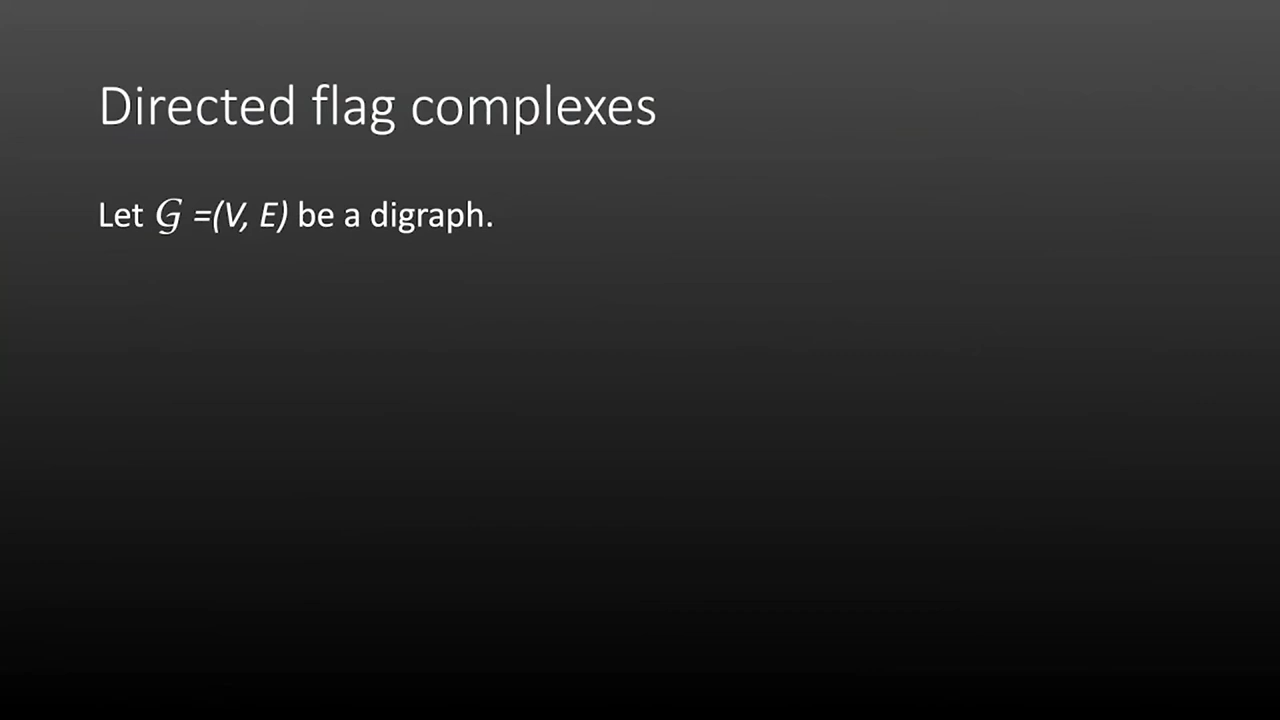 Directed flag complexes
Let 𝒢 =(V, E) be a digraph.